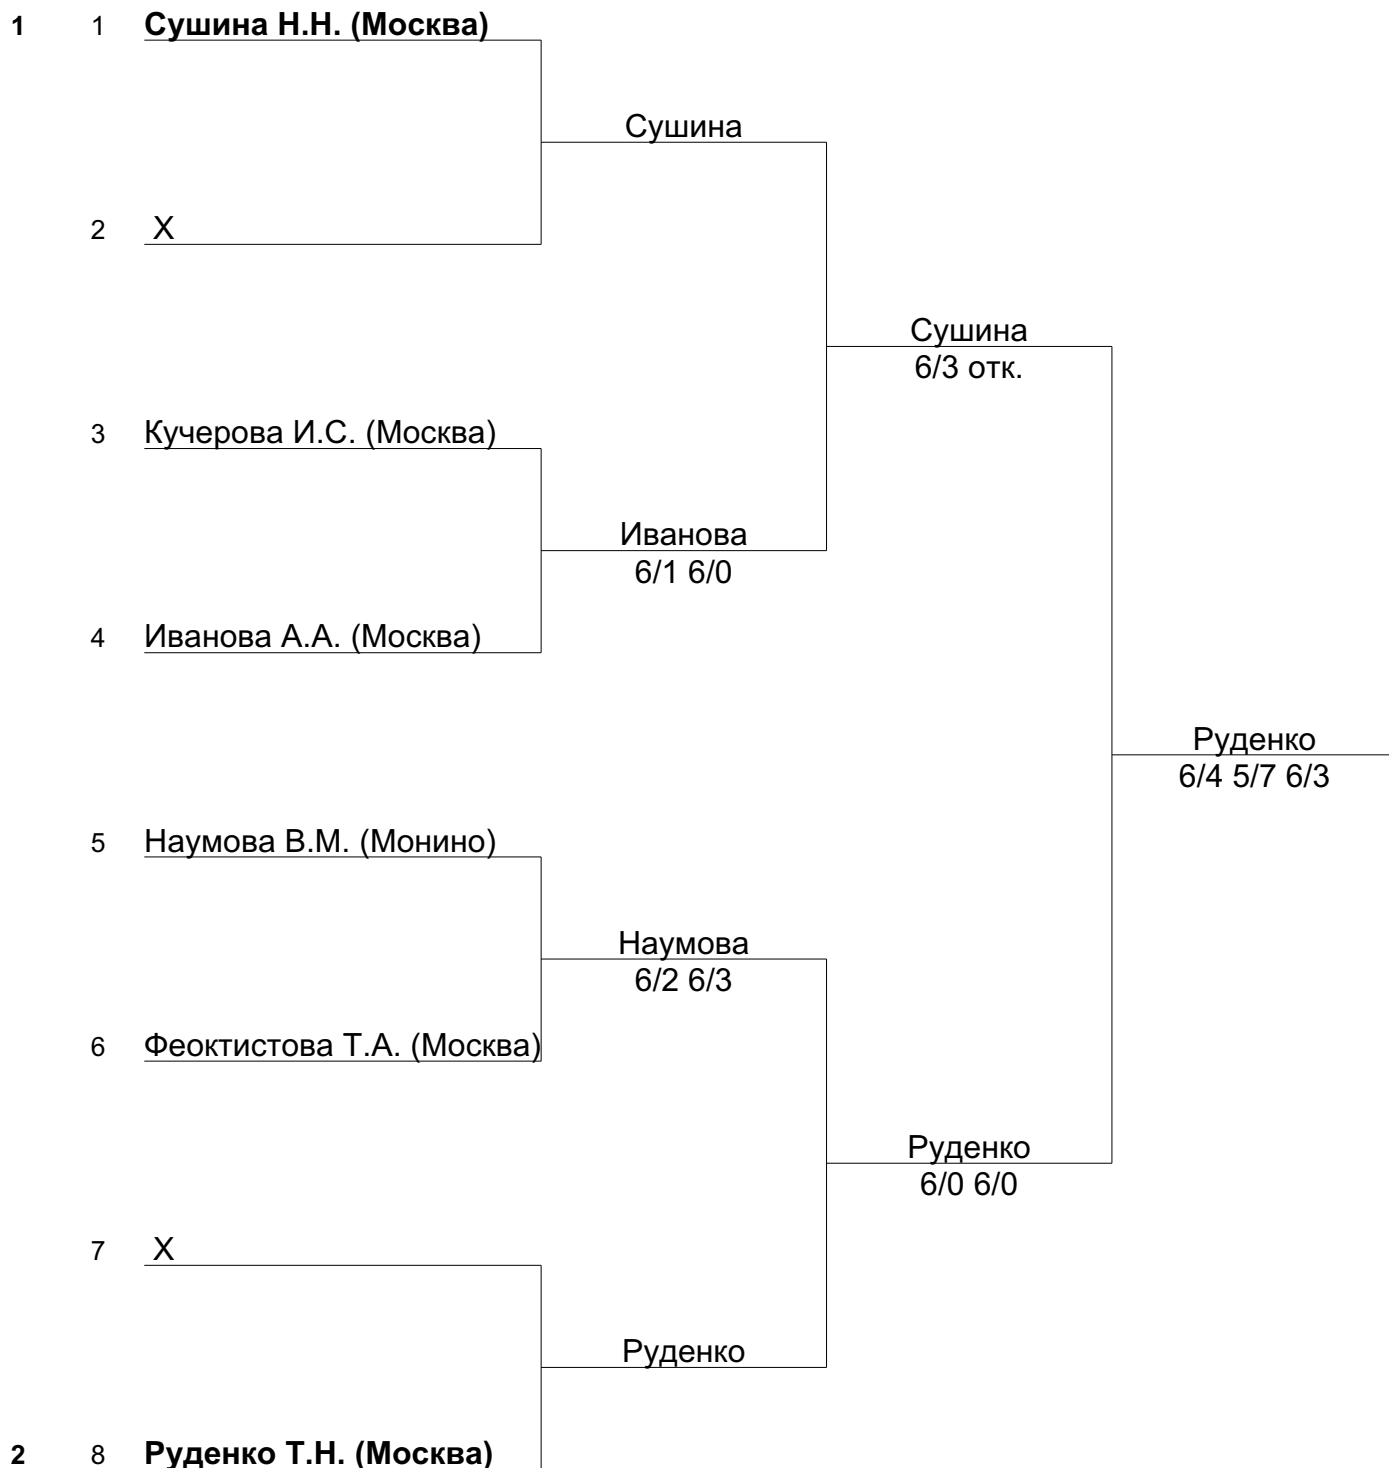 1 1 Сушина Н.Н. (Москва)
Сушина
2 X
Сушина
6/3 отк.
3 Кучерова И.С. (Москва)
Иванова
6/1 6/0
4 Иванова А.А. (Москва)
Руденко
6/4 5/7 6/3
5 Наумова В.М. (Монино)
Наумова
6/2 6/3
6 Феоктистова Т.А. (Москва)
Руденко
6/0 6/0
7 X
Руденко
2 8 Руденко Т.Н. (Москва)